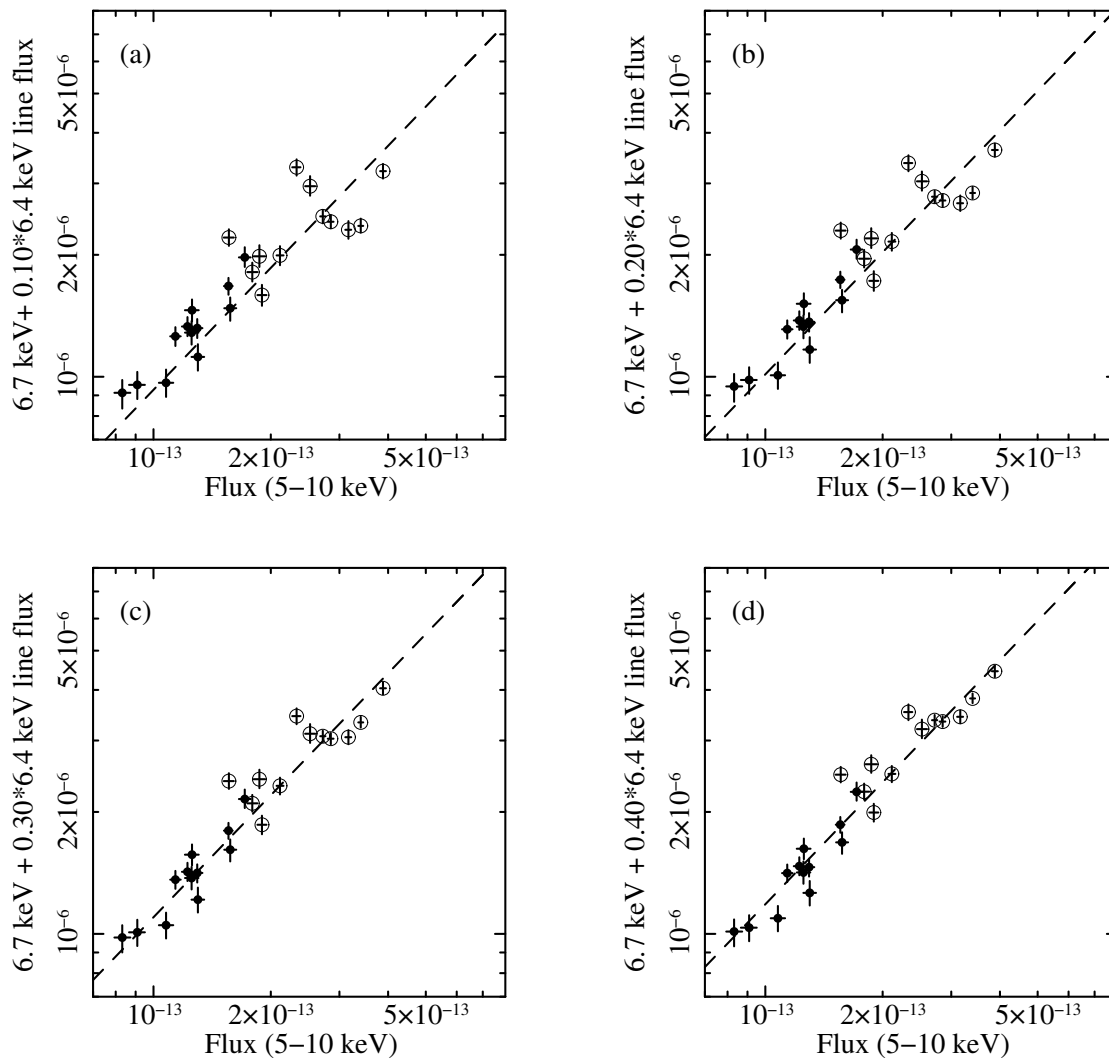 (a)
6.7 keV+ 0.10*6.4 keV line flux
10⁻⁶
2×10⁻⁶
5×10⁻⁶
10⁻¹³
2×10⁻¹³
5×10⁻¹³
Flux (5−10 keV)
(b)
6.7 keV + 0.20*6.4 keV line flux
10⁻⁶
2×10⁻⁶
5×10⁻⁶
10⁻¹³
2×10⁻¹³
5×10⁻¹³
Flux (5−10 keV)
(c)
6.7 keV + 0.30*6.4 keV line flux
10⁻⁶
2×10⁻⁶
5×10⁻⁶
10⁻¹³
2×10⁻¹³
5×10⁻¹³
Flux (5−10 keV)
(d)
6.7 keV + 0.40*6.4 keV line flux
10⁻⁶
2×10⁻⁶
5×10⁻⁶
10⁻¹³
2×10⁻¹³
5×10⁻¹³
Flux (5−10 keV)